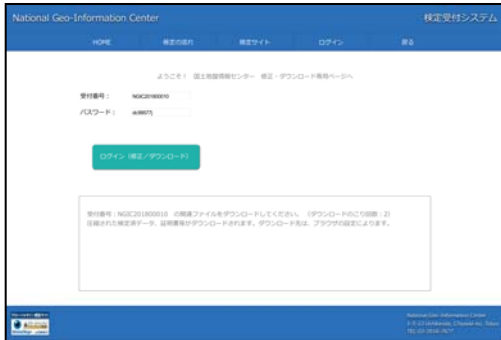 National Geo-Information Center
検定受付システム
HOME 検定の流れ 検定サイト ログイン 戻る
ようこそ！ 国土地盤情報センター 修正・ダウンロード専用ページへ
受付番号： NGIC201800010
パスワード：
ログイン（修正／ダウンロード）
受付番号：NGIC201800010 の関連ファイルをダウンロードしてください。（ダウンロードのこり回数：2）
圧縮された検定済データ、証明書等がダウンロードされます。ダウンロード先は、ブラウザの設定によります。
National Geo-Information Center